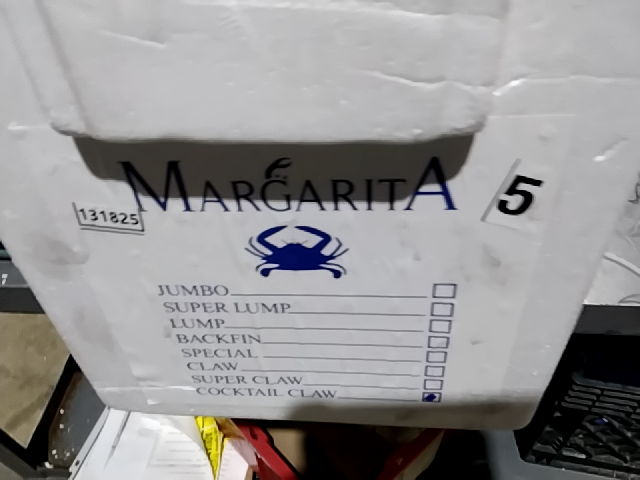 MARGARITA
5
131825
JUMBO
SUPER LUMP
LUMP
BACKFIN
SPECIAL
CLAW
SUPER CLAW
COCKTAIL CLAW